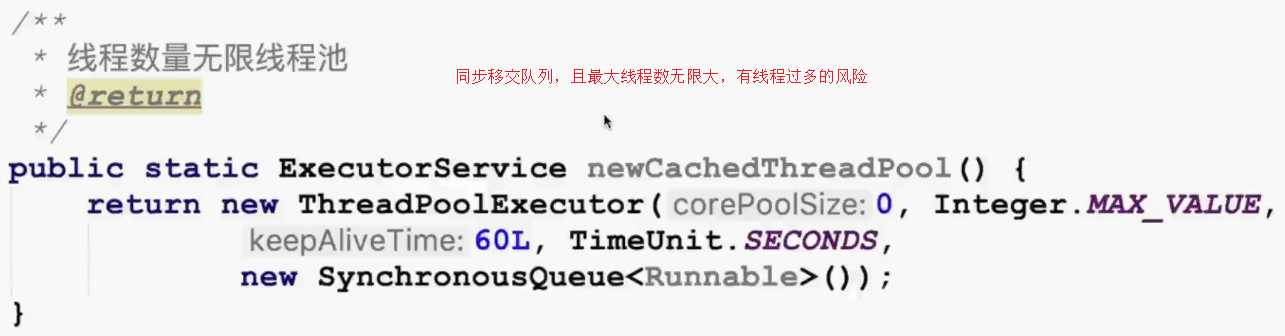 /**
* 线程数量无限线程池
同步移交队列，且最大线程数无限大，有线程过多的风险
* @return
*/
public static ExecutorService newCachedThreadPool() {
return new ThreadPoolExecutor( corePoolSize: 0, Integer.MAX_VALUE,
keepAliveTime: 60L, TimeUnit.SECONDS,
new SynchronousQueue<Runnable>());
}